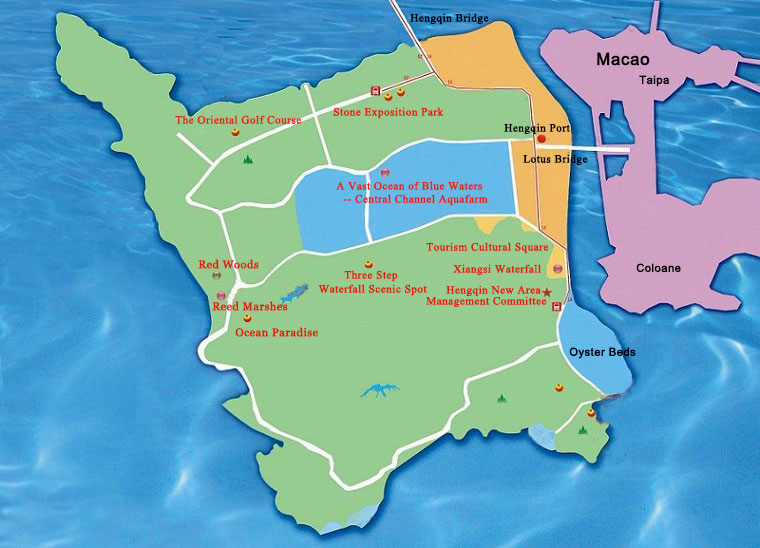 Hengqin Bridge
Macao
Taipa
Stone Exposition Park
The Oriental Golf Course
Hengqin Port
Lotus Bridge
A Vast Ocean of Blue Waters
-- Central Channel Aquafarm
Tourism Cultural Square
Red Woods
Xiangsi Waterfall
Coloane
Three Step
Waterfall Scenic Spot
Hengqin New Area
Management Committee
Reed Marshes
Ocean Paradise
Oyster Beds